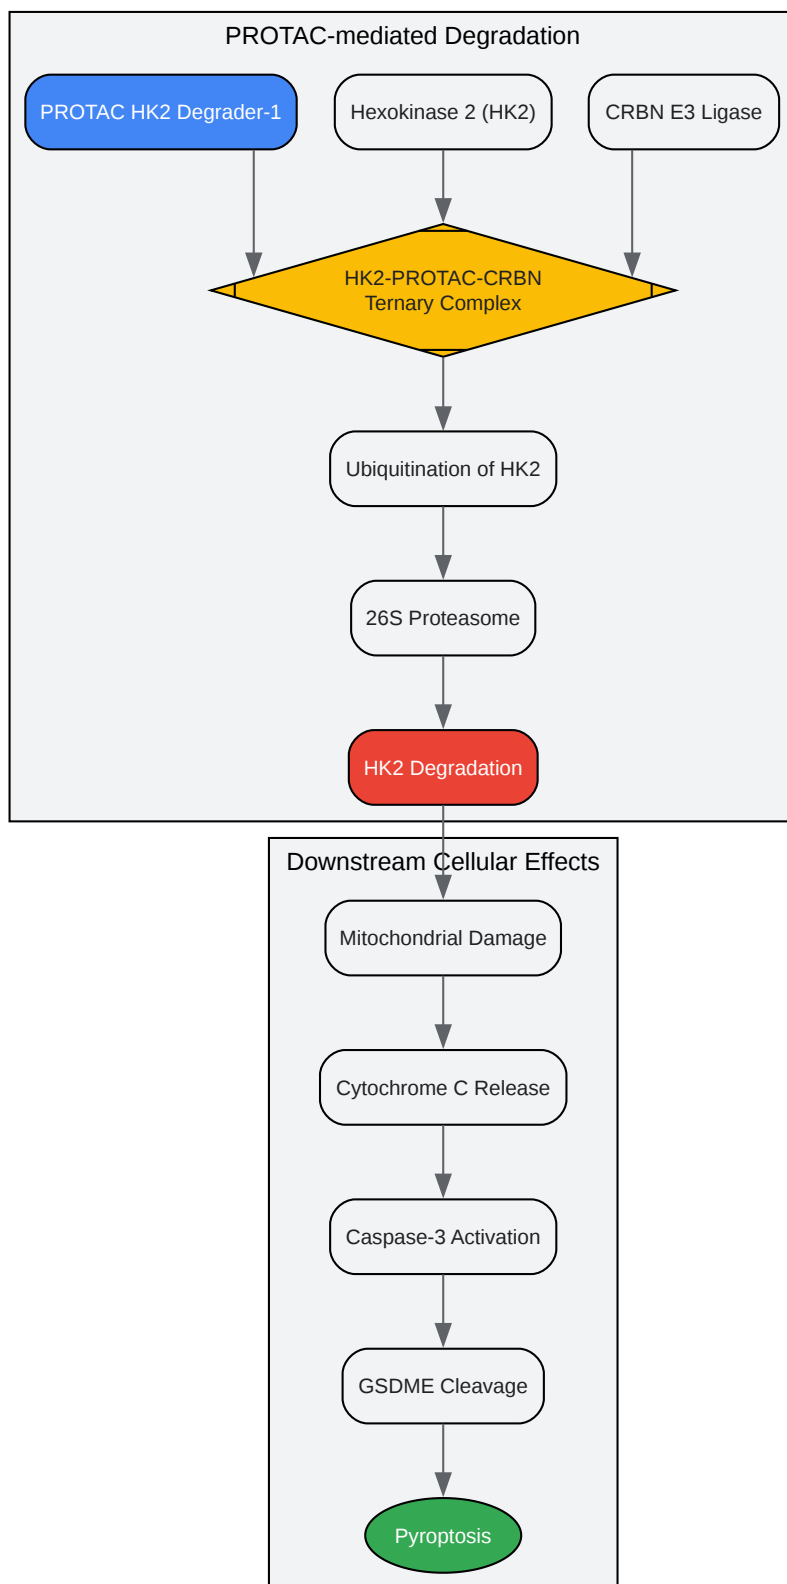 PROTAC-mediated Degradation
PROTAC HK2 Degrader-1
Hexokinase 2 (HK2)
CRBN E3 Ligase
HK2-PROTAC-CRBN
Ternary Complex
Ubiquitination of HK2
26S Proteasome
HK2 Degradation
Downstream Cellular Effects
Mitochondrial Damage
Cytochrome C Release
Caspase-3 Activation
GSDME Cleavage
Pyroptosis